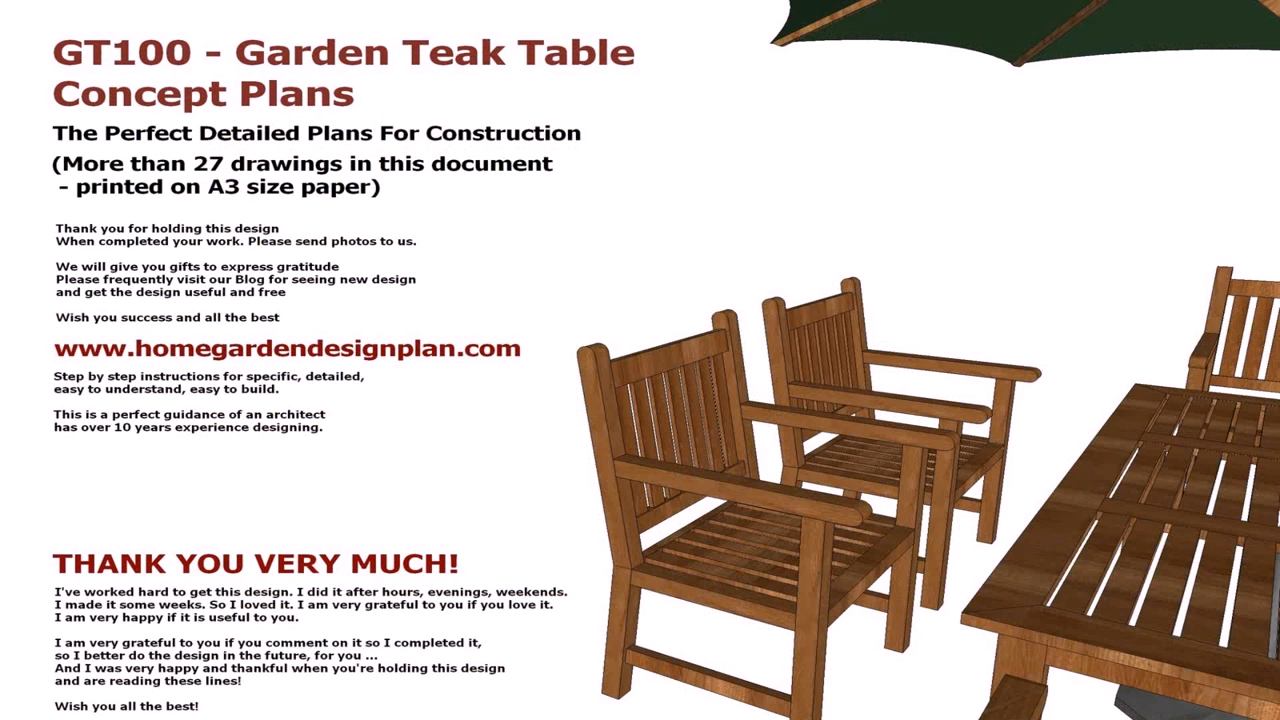 GT100 - Garden Teak Table
Concept Plans
The Perfect Detailed Plans For Construction
(More than 27 drawings in this document
- printed on A3 size paper)
Thank you for holding this design
When completed your work. Please send photos to us.
We will give you gifts to express gratitude
Please frequently visit our Blog for seeing new design
and get the design useful and free
Wish you success and all the best
www.homegardendesignplan.com
Step by step instructions for specific, detailed,
easy to understand, easy to build.
This is a perfect guidance of an architect
has over 10 years experience designing.
THANK YOU VERY MUCH!
I've worked hard to get this design. I did it after hours, evenings, weekends.
I made it some weeks. So I loved it. I am very grateful to you if you love it.
I am very happy if it is useful to you.
I am very grateful to you if you comment on it so I completed it,
so I better do the design in the future, for you ...
And I was very happy and thankful when you're holding this design
and are reading these lines!
Wish you all the best!